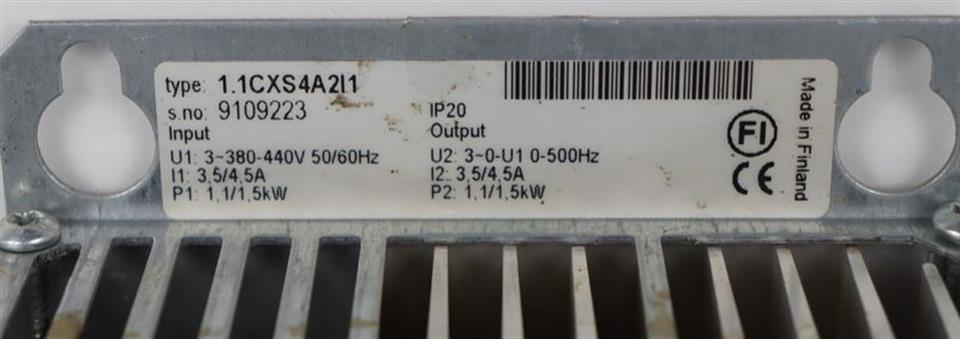 type: 1.1CXS4A2I1
s.no: 9109223
IP20
Input
Output
U1: 3~380-440V 50/60Hz
U2: 3~0-U1 0-500Hz
I1: 3,5/4,5A
I2: 3,5/4,5A
P1: 1,1/1,5kW
P2: 1,1/1,5kW
FI
CE
Made in Finland